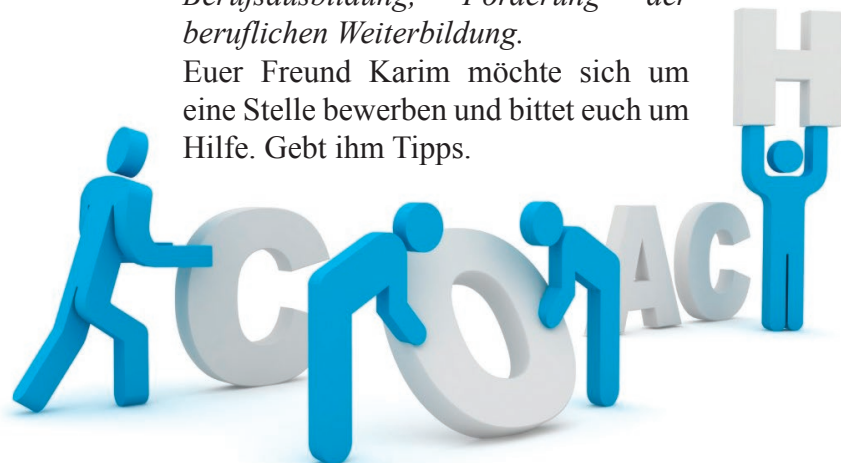 Berufsausbildung, Förderung der
beruflichen Weiterbildung.
Euer Freund Karim möchte sich um
eine Stelle bewerben und bittet euch um
Hilfe. Gebt ihm Tipps.
COACH